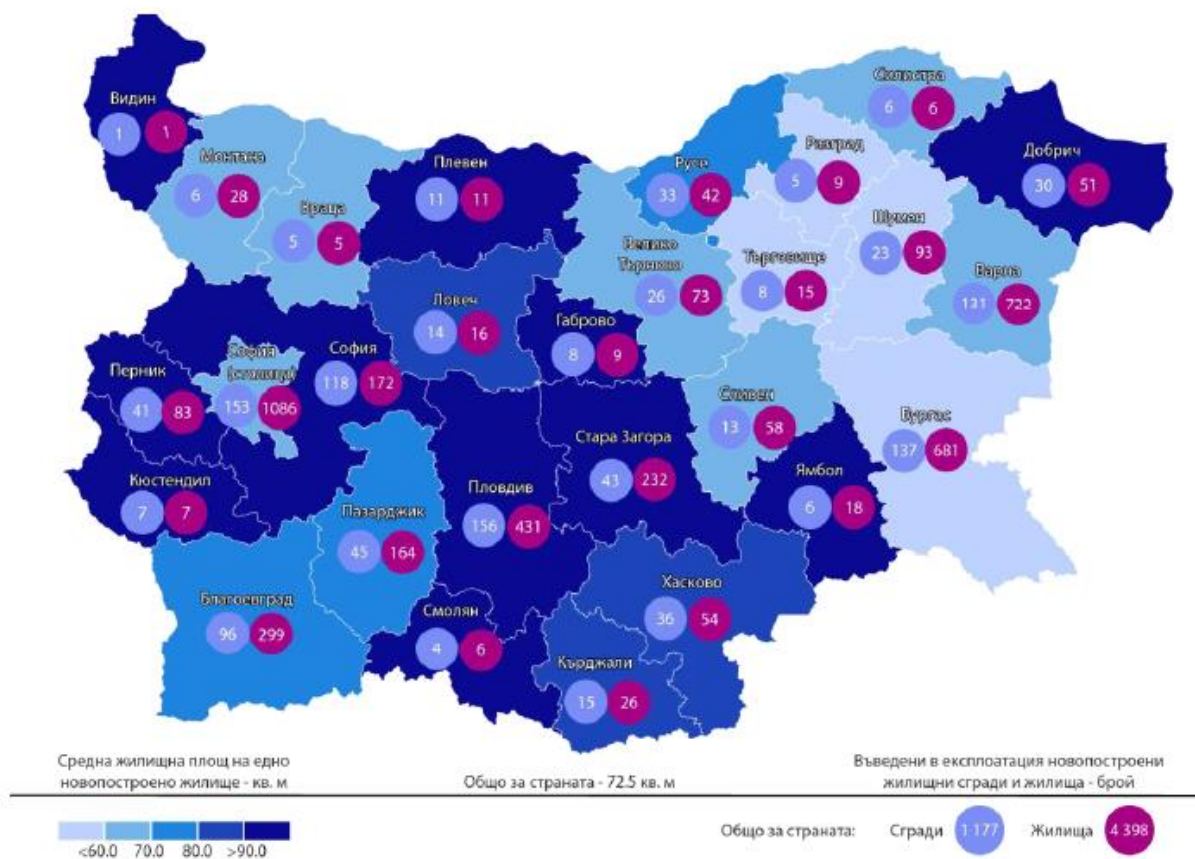 Видин
1 1
Монтана
6 28
Враца
5 5
Плевен
11 11
Русе
33 42
Силистра
6 6
Разград
5 9
Добрич
30 51
Шумен
23 93
Варна
131 722
Велико
Търново
26 73
Търговище
8 15
Ловеч
14 16
Габрово
8 9
София
118 172
София
(столица)
153 1086
Перник
41 83
Сливен
13 58
Бургас
137 681
Стара Загора
43 232
Ямбол
6 18
Кюстендил
7 7
Пловдив
156 431
Пазарджик
45 164
Благоевград
96 299
Хасково
36 54
Смолян
4 6
Кърджали
15 26
Средна жилищна площ на едно
новопостроено жилище - кв. м
Общо за страната - 72.5 кв. м
Въведени в експлоатация новопостроени
жилищни сгради и жилища - брой
<60.0 70.0 80.0 >90.0
Общо за страната: Сгради 1 177 Жилища 4 398